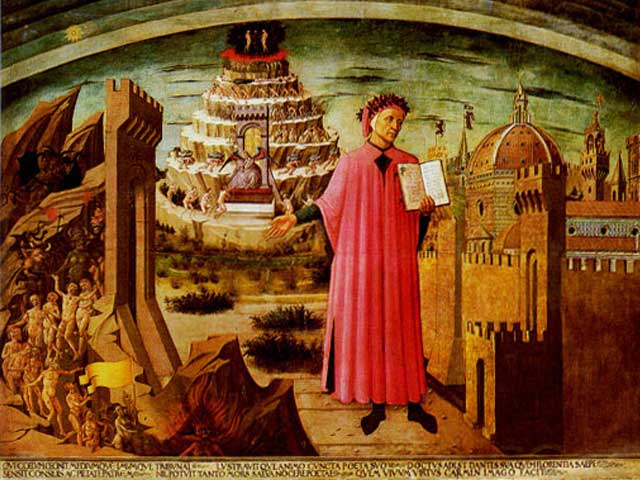 QVI COELVM CECINIT MEDIVMQVE IMVMQVE TRIBVNAL LVSTRAVITQVE ANIMO CVNCTA POETA SVO DOCTVS ADEST DANTES SVA QVEM FLORENTIA SAEPE
SENSIT CONSILIIS AC PIETATE PATREM NIL POTVIT TANTO MORS SAEVA NOCERE POETAE QVEM VIVVM VIRTVS CARMEN IMAGO FACIT